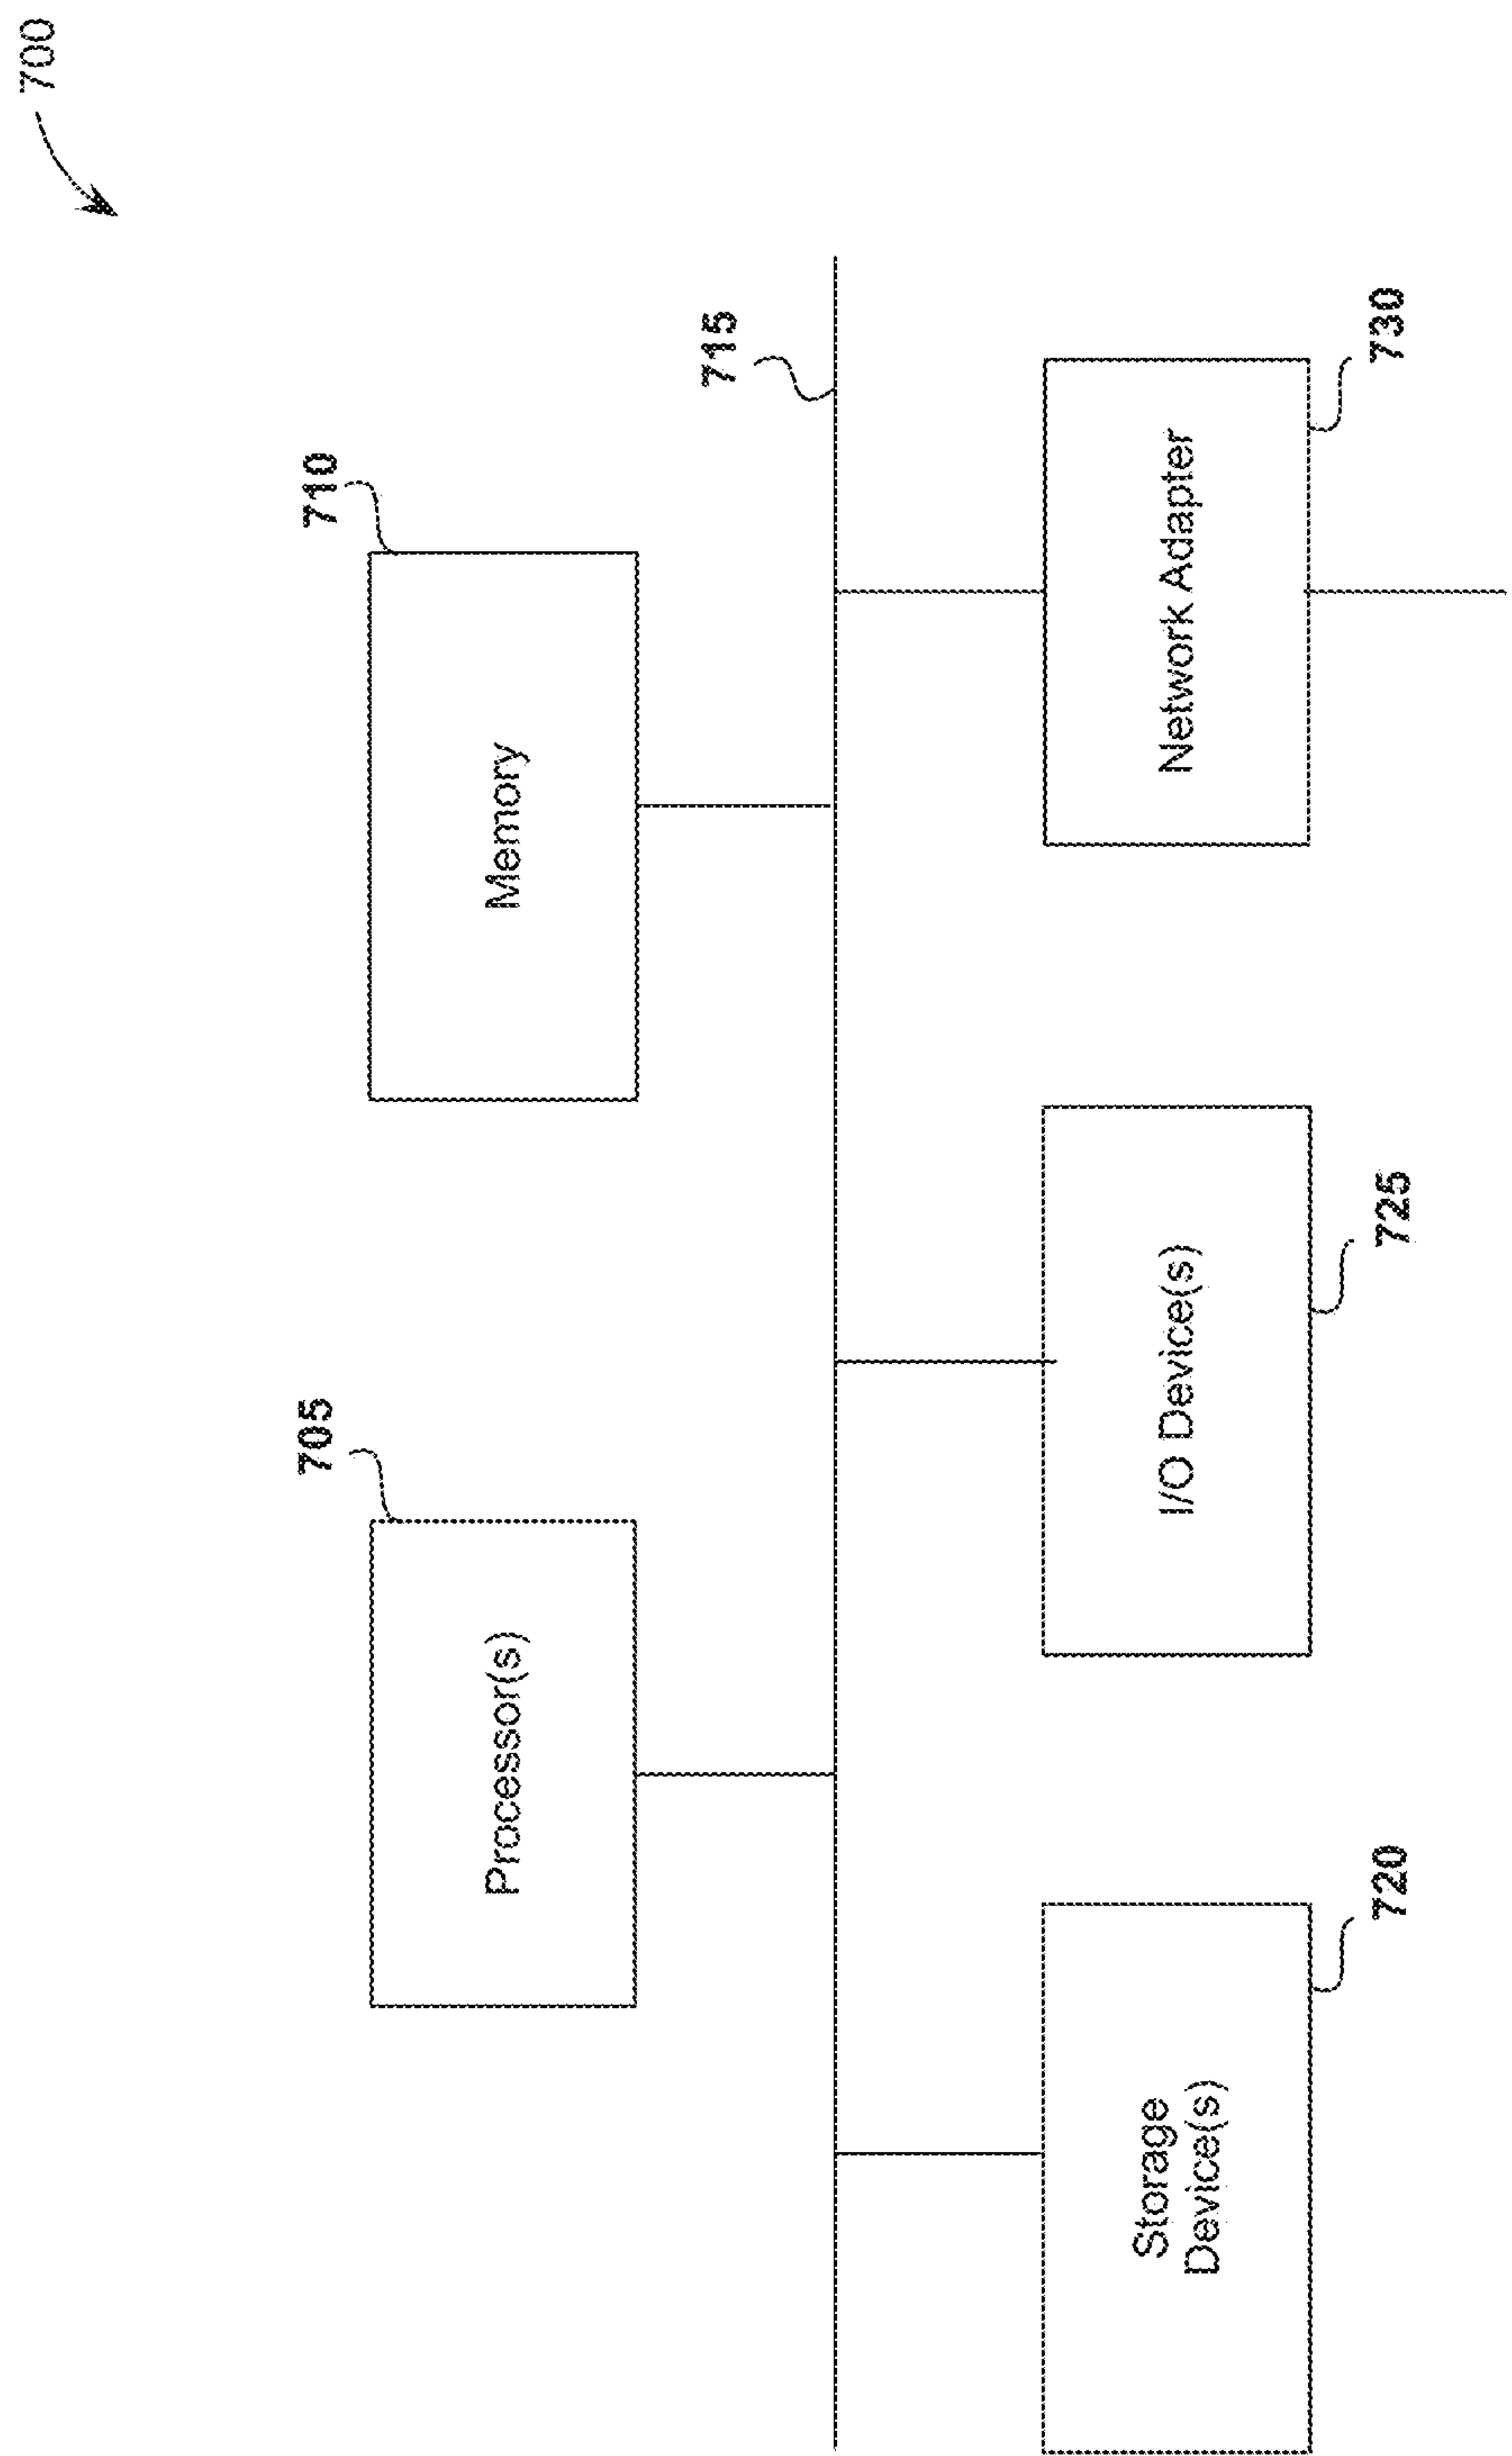 700
705
710
Processor(s)
Memory
715
Storage
Device(s)
I/O Device(s)
Network Adapter
720
725
730